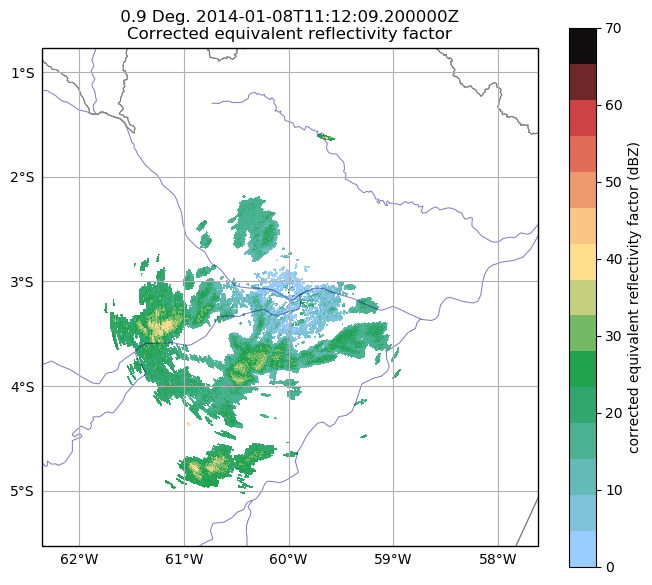 0.9 Deg. 2014-01-08T11:12:09.200000Z
Corrected equivalent reflectivity factor
1°S
2°S
3°S
4°S
5°S
62°W 61°W 60°W 59°W 58°W
70
60
50
40
30
20
10
0
corrected equivalent reflectivity factor (dBZ)